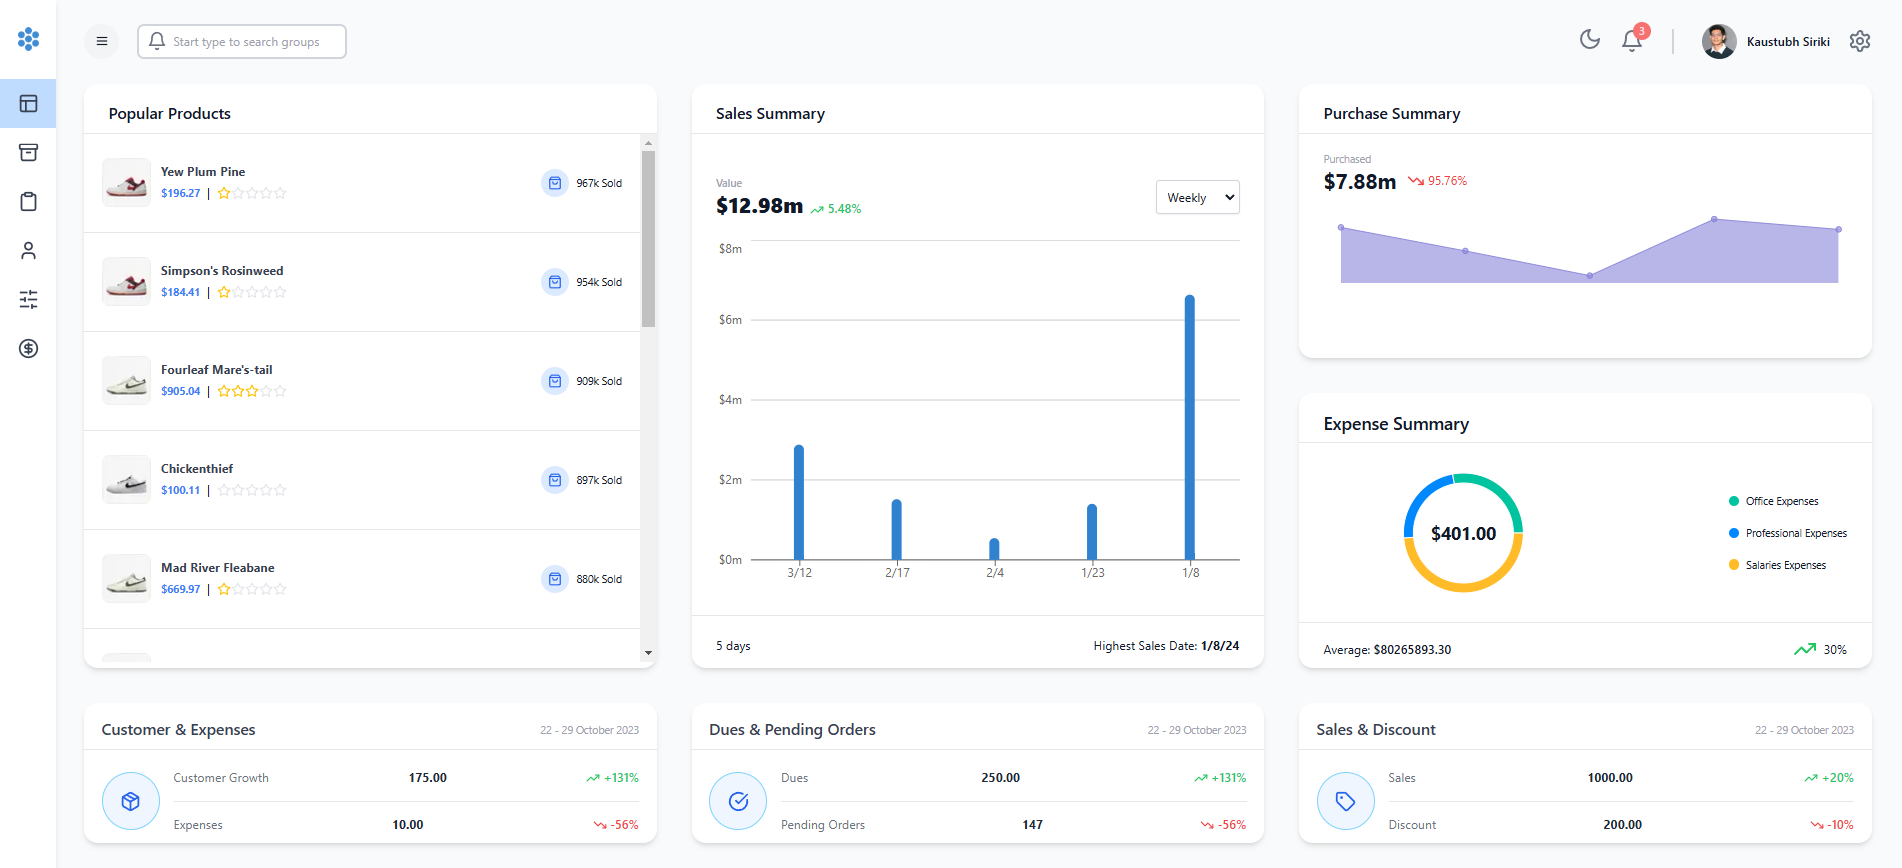 Start type to search groups
3
Kaustubh Siriki
Popular Products
Yew Plum Pine
$196.27 |
967k Sold
Simpson's Rosinweed
$184.41 |
954k Sold
Fourleaf Mare's-tail
$905.04 |
909k Sold
Chickenthief
$100.11 |
897k Sold
Mad River Fleabane
$669.97 |
880k Sold
Sales Summary
Value
$12.98m 5.48%
Weekly
$8m
$6m
$4m
$2m
$0m
3/12 2/17 2/4 1/23 1/8
5 days
Highest Sales Date: 1/8/24
Purchase Summary
Purchased
$7.88m 95.76%
Expense Summary
$401.00
Office Expenses
Professional Expenses
Salaries Expenses
Average: $80265893.30
30%
Customer & Expenses
22 - 29 October 2023
Customer Growth 175.00 +131%
Expenses 10.00 -56%
Dues & Pending Orders
22 - 29 October 2023
Dues 250.00 +131%
Pending Orders 147 -56%
Sales & Discount
22 - 29 October 2023
Sales 1000.00 +20%
Discount 200.00 -10%